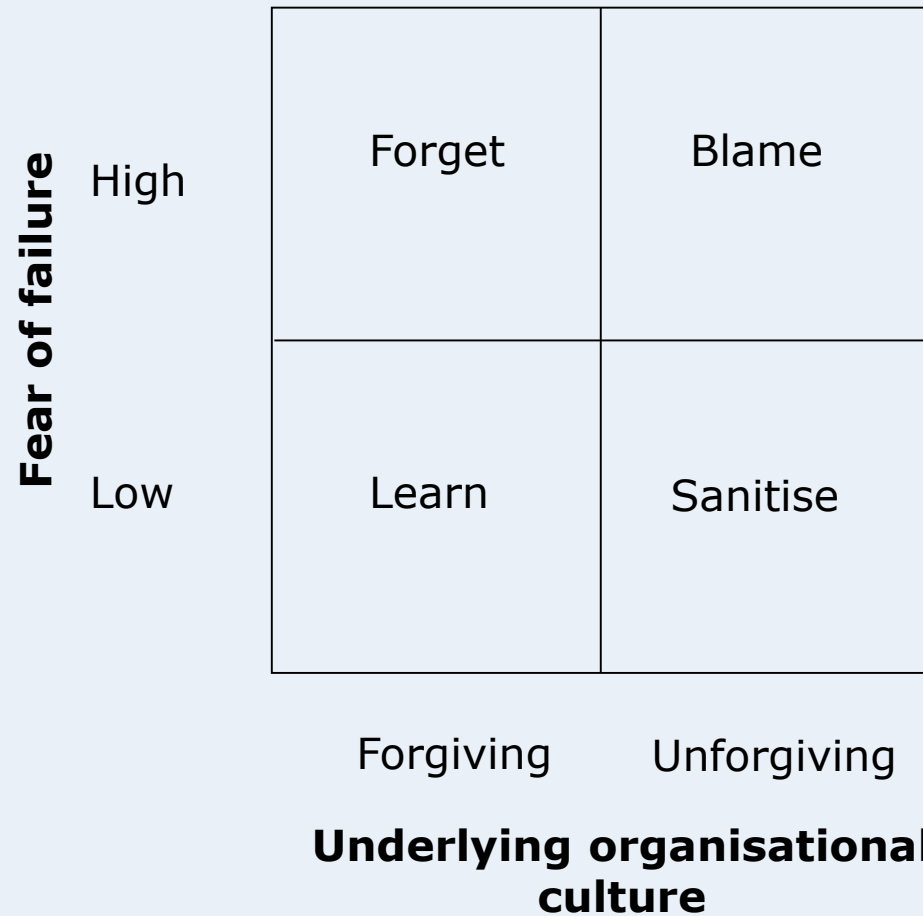 Fear of failure
High
Forget
Blame
Low
Learn
Sanitise
Forgiving
Unforgiving
Underlying organisational
culture